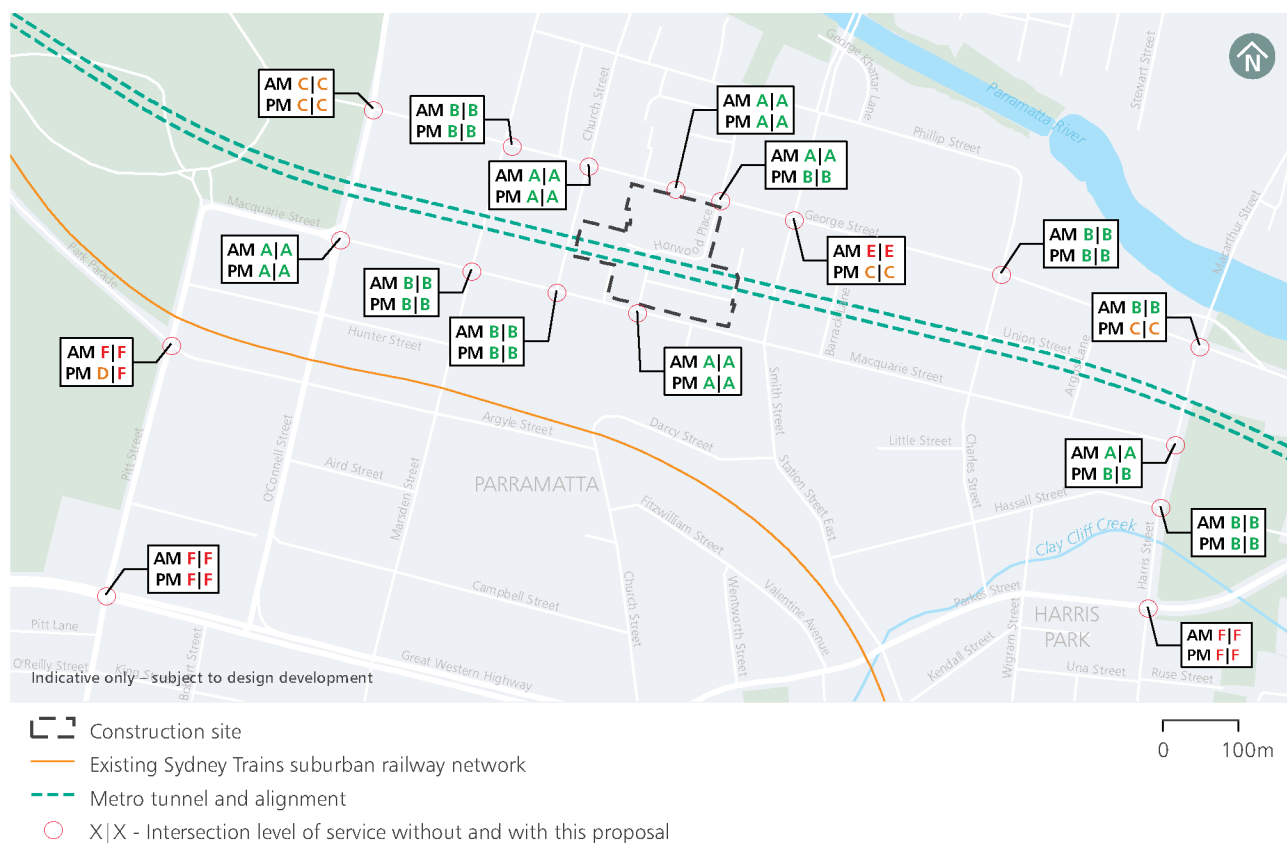 N
George Khattar Lane
Stewart Street
Parramatta River
Church Street
Phillip Street
AM C|C
PM C|C
AM B|B
PM B|B
AM A|A
PM A|A
AM A|A
PM A|A
AM A|A
PM B|B
Macquarie Street
George Street
Horwood Place
Macarthur Street
AM A|A
PM A|A
AM E|E
PM C|C
AM B|B
PM B|B
Park Parade
AM B|B
PM B|B
AM B|B
PM B|B
AM B|B
PM C|C
Barrack Lane
Union Street
Argus Lane
Hunter Street
AM F|F
PM D|F
AM A|A
PM A|A
Macquarie Street
Smith Street
Argyle Street
Darcy Street
Little Street
Charles Street
Pitt Street
O'Connell Street
Aird Street
Marsden Street
PARRAMATTA
Station Street East
AM A|A
PM B|B
Hassall Street
Fitzwilliam Street
Clay Cliff Creek
AM B|B
PM B|B
Harris Street
AM F|F
PM F|F
Campbell Street
Church Street
Wentworth Street
Valentine Avenue
Parkes Street
HARRIS
PARK
Pitt Lane
AM F|F
PM F|F
Kendall Street
Wigram Street
O'Reilly Street
Great Western Highway
Una Street
Ruse Street
Indicative only – subject to design development
Construction site
0 100m
Existing Sydney Trains suburban railway network
Metro tunnel and alignment
X|X - Intersection level of service without and with this proposal